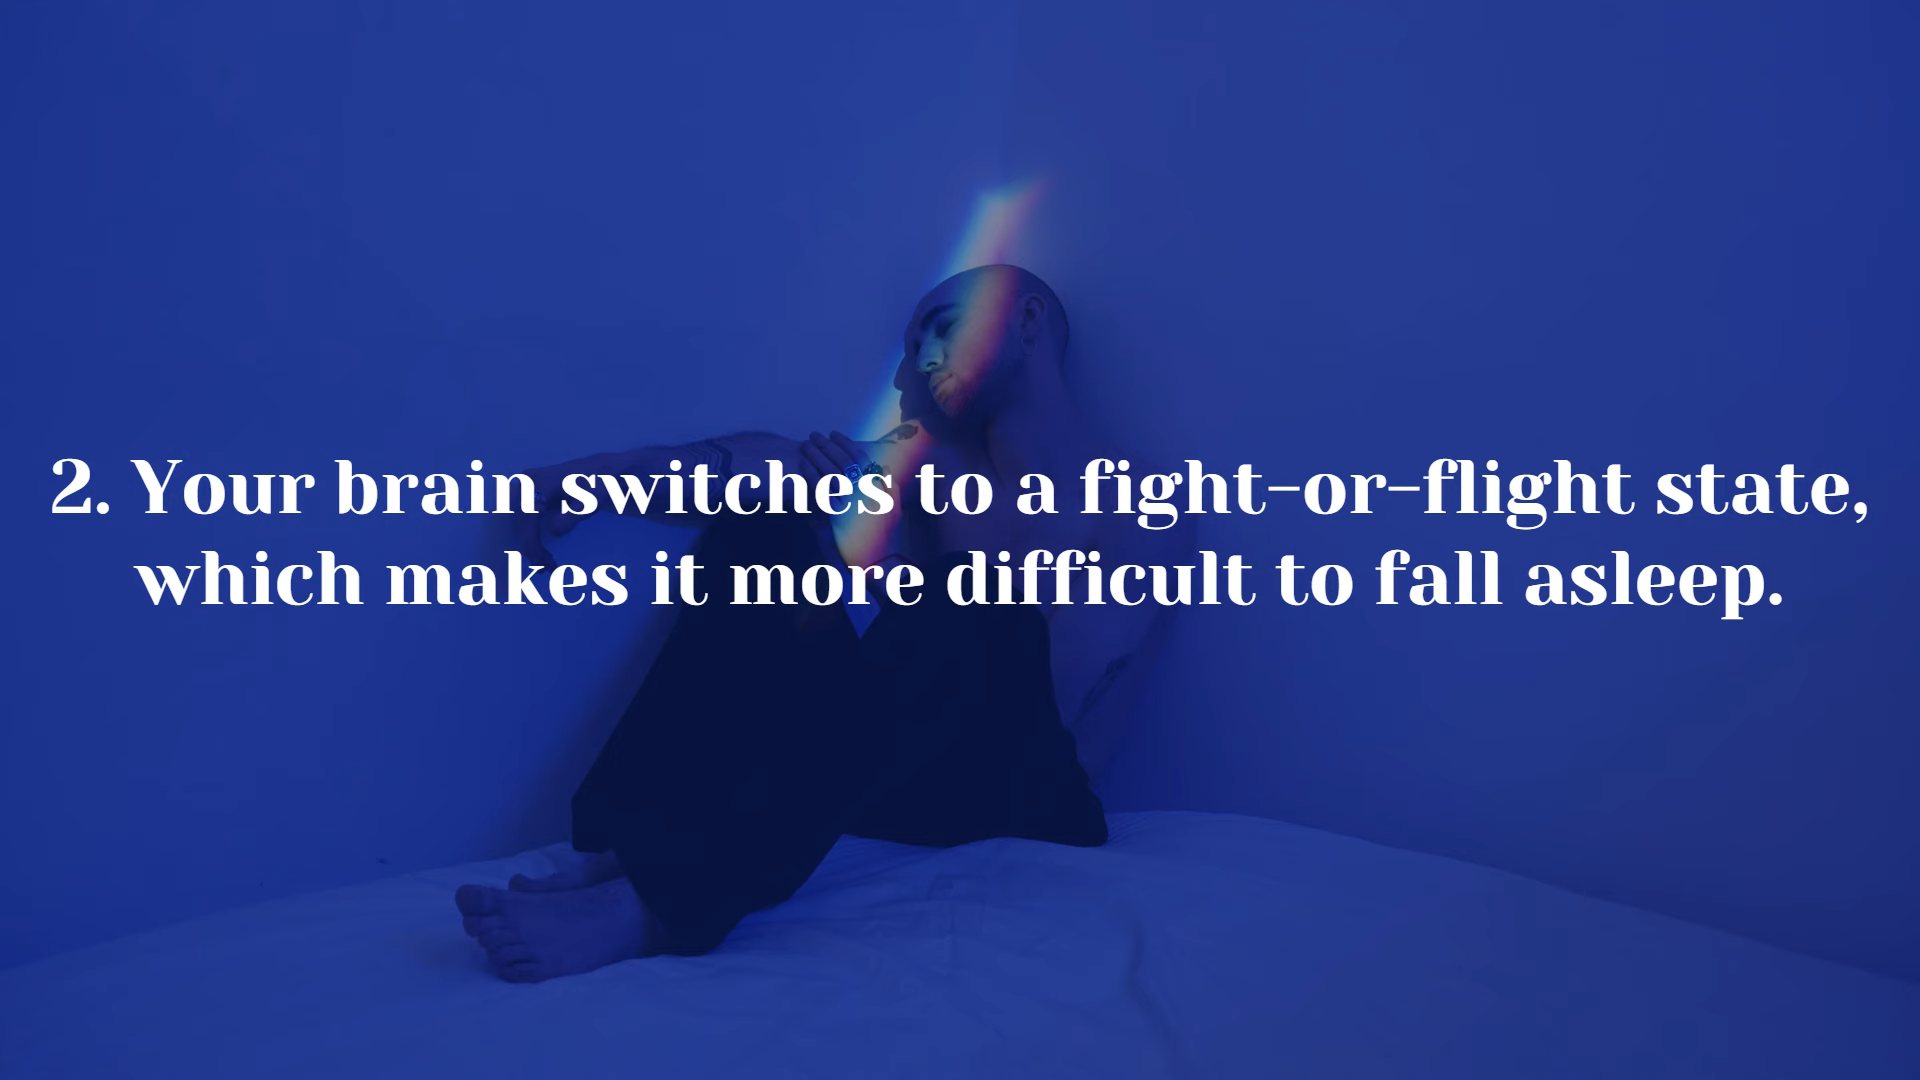 2. Your brain switches to a fight-or-flight state,
which makes it more difficult to fall asleep.